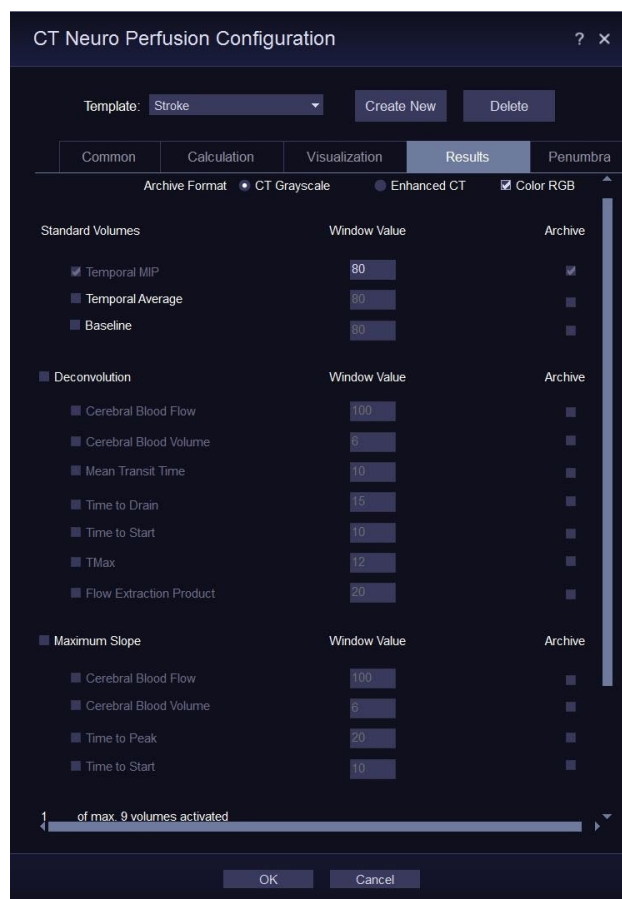 CT Neuro Perfusion Configuration ? ×
Template: Stroke Create New Delete
Common Calculation Visualization Results Penumbra
Archive Format CT Grayscale Enhanced CT Color RGB
Standard Volumes Window Value Archive
Temporal MIP 80
Temporal Average 80
Baseline 80
Deconvolution Window Value Archive
Cerebral Blood Flow 100
Cerebral Blood Volume 6
Mean Transit Time 10
Time to Drain 15
Time to Start 10
TMax 12
Flow Extraction Product 20
Maximum Slope Window Value Archive
Cerebral Blood Flow 100
Cerebral Blood Volume 6
Time to Peak 20
Time to Start 10
1 of max. 9 volumes activated
OK Cancel